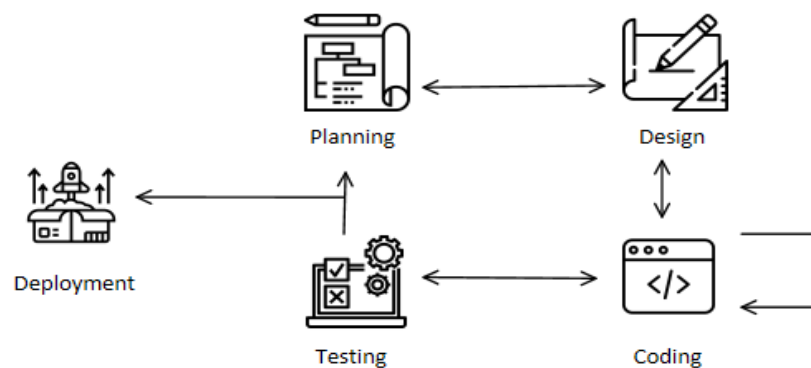 Planning
Design
Deployment
</>
Testing
Coding